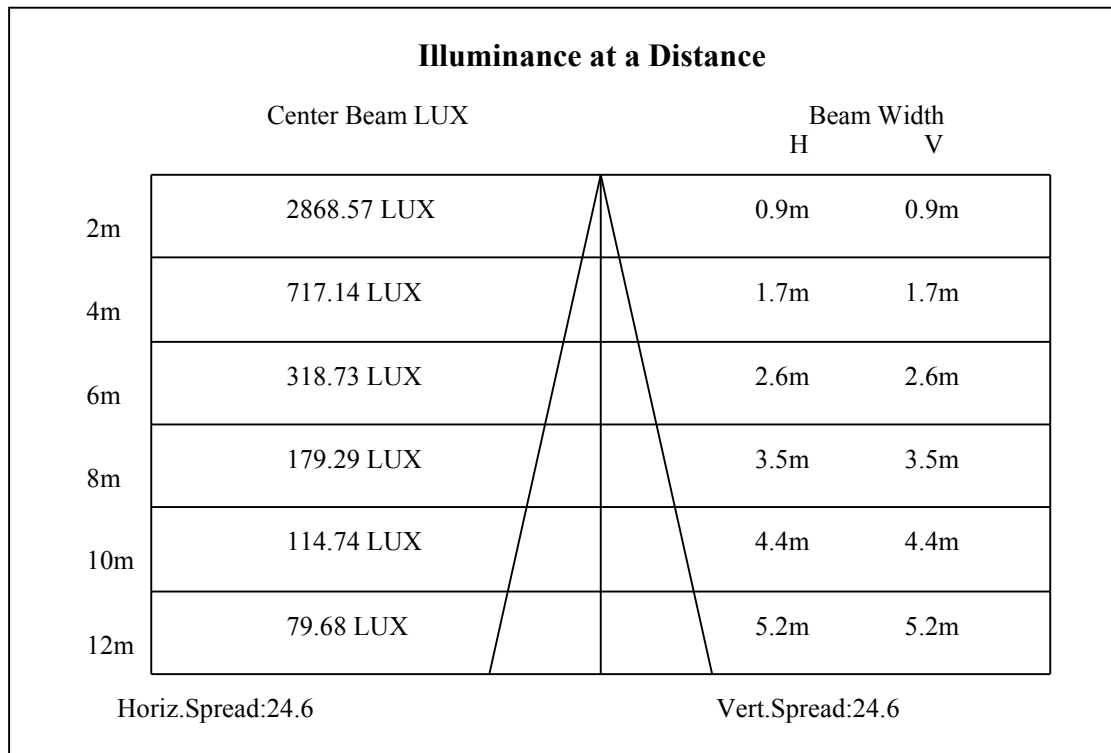 Illuminance at a Distance
Center Beam LUX Beam Width
H V
2m 2868.57 LUX 0.9m 0.9m
4m 717.14 LUX 1.7m 1.7m
6m 318.73 LUX 2.6m 2.6m
8m 179.29 LUX 3.5m 3.5m
10m 114.74 LUX 4.4m 4.4m
12m 79.68 LUX 5.2m 5.2m
Horiz.Spread:24.6 Vert.Spread:24.6